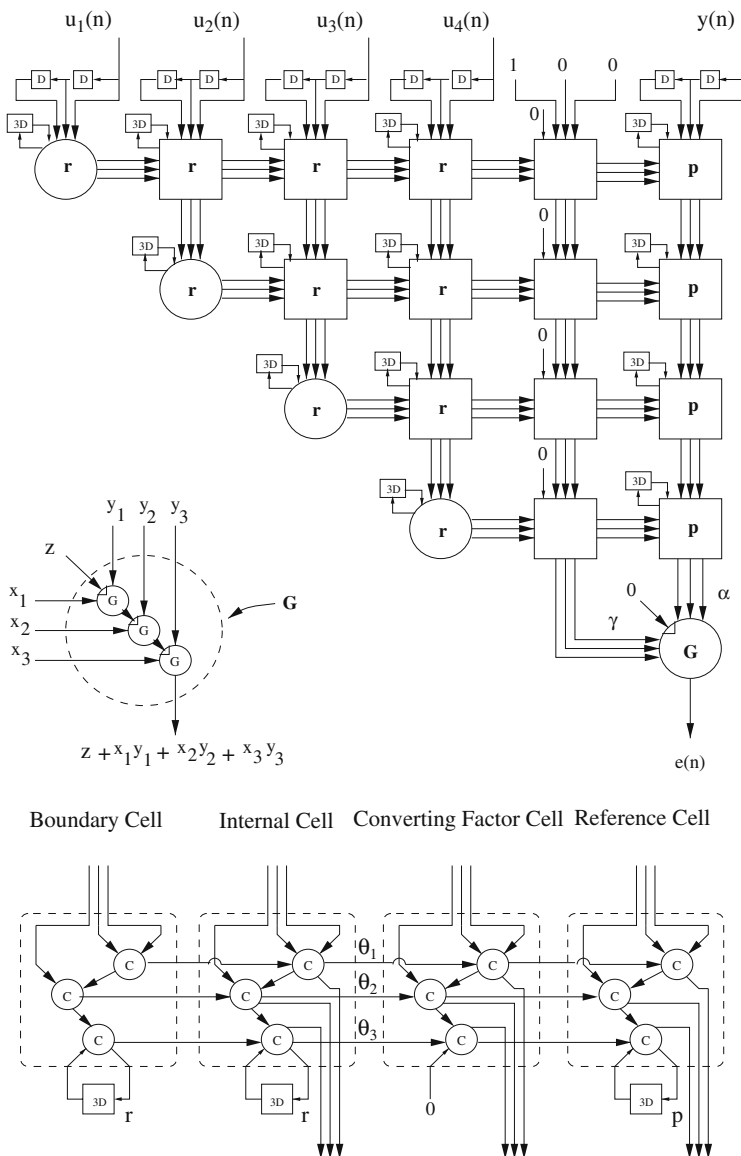 u1(n) u2(n) u3(n) u4(n) y(n)
1 0 0
D D D D D D D D D D
0
3D 3D 3D 3D 3D
r r r r p
0
3D 3D 3D 3D
r r r p
0
3D 3D 3D
r r p
0
3D 3D
r p
y1 y2 y3
z
x1 G
x2 G
x3 G
G
0 α
γ
G
z + x1y1 + x2y2 + x3y3
e(n)
Boundary Cell Internal Cell Converting Factor Cell Reference Cell
θ1
C C C C
θ2
C C C C
θ3
C C C C
3D 3D 3D
r r 0 p